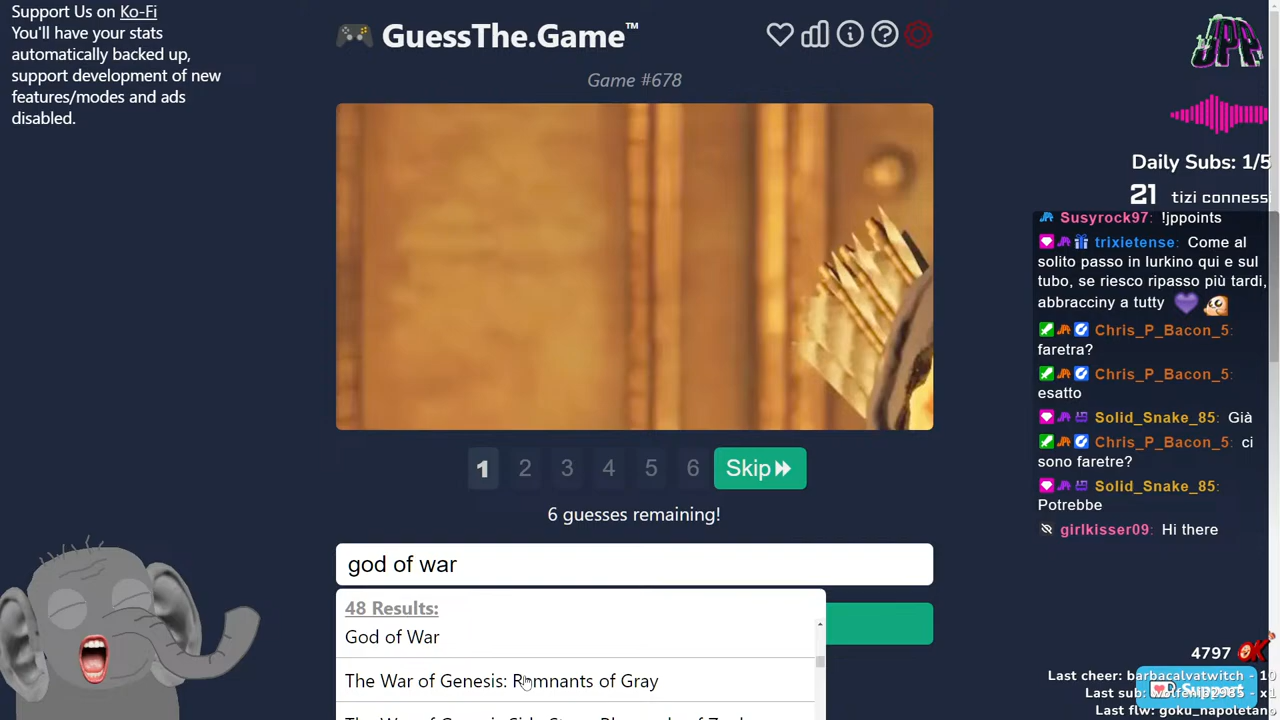 Support Us on Ko-Fi
You'll have your stats
automatically backed up,
support development of new
features/modes and ads
disabled.
GuessThe.Game™
Game #678
1 2 3 4 5 6 Skip
6 guesses remaining!
god of war
48 Results:
God of War
The War of Genesis: Remnants of Gray
JPP
Daily Subs: 1/5
21 tizi conness
Susyrock97: !jppoints
trixietense: Come al
solito passo in lurkino qui e sul
tubo, se riesco ripasso più tardi,
abbracciny a tutty
Chris_P_Bacon_5:
faretra?
Chris_P_Bacon_5:
esatto
Solid_Snake_85: Già
Chris_P_Bacon_5: ci
sono faretre?
Solid_Snake_85:
Potrebbe
girlkisser09: Hi there
4797 OK
Last cheer: barbacalvatwitch - 10
Support
Last flw: goku_napoletano